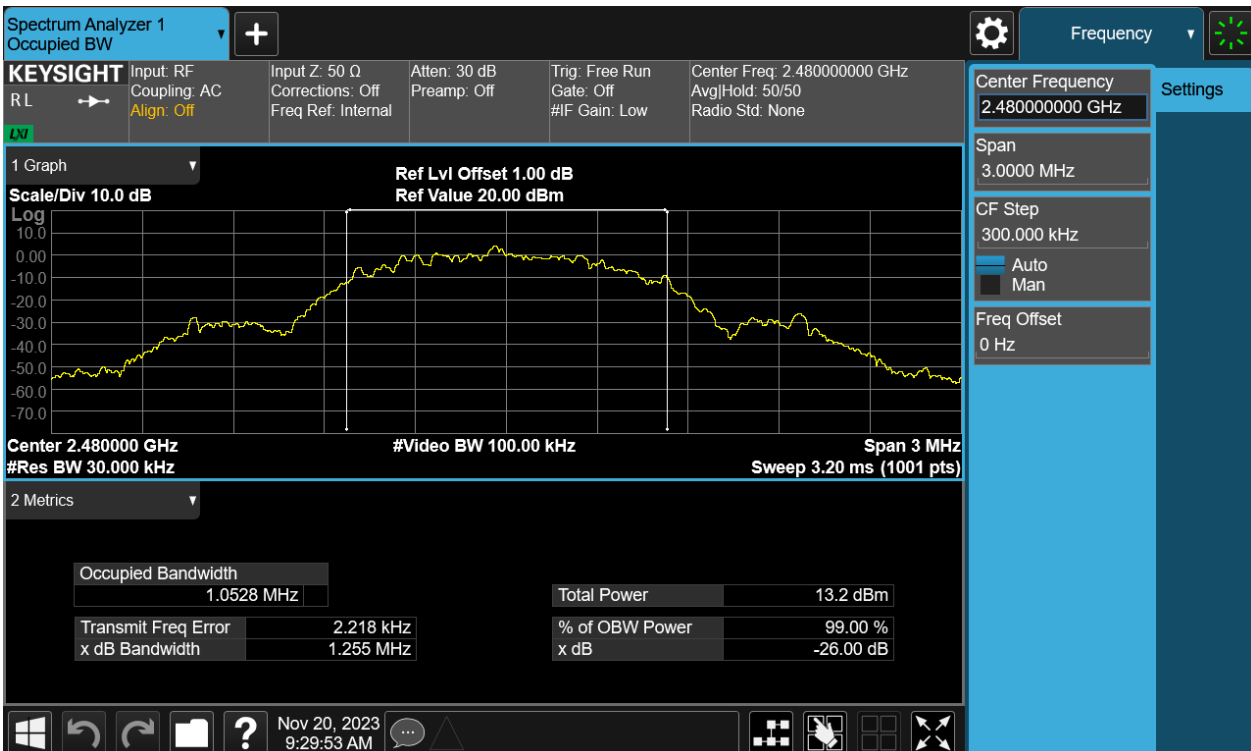 Spectrum Analyzer 1
Occupied BW
+
Frequency
KEYSIGHT
R L
LXI
Input: RF
Coupling: AC
Align: Off
Input Z: 50 Ω
Corrections: Off
Freq Ref: Internal
Atten: 30 dB
Preamp: Off
Trig: Free Run
Gate: Off
#IF Gain: Low
Center Freq: 2.480000000 GHz
Avg|Hold: 50/50
Radio Std: None
Center Frequency
2.480000000 GHz
Settings
Span
3.0000 MHz
CF Step
300.000 kHz
Auto
Man
Freq Offset
0 Hz
1 Graph
Scale/Div 10.0 dB
Ref Lvl Offset 1.00 dB
Ref Value 20.00 dBm
Log
10.0
0.00
-10.0
-20.0
-30.0
-40.0
-50.0
-60.0
-70.0
Center 2.480000 GHz
#Video BW 100.00 kHz
Span 3 MHz
#Res BW 30.000 kHz
Sweep 3.20 ms (1001 pts)
2 Metrics
Occupied Bandwidth
1.0528 MHz
Total Power 13.2 dBm
Transmit Freq Error 2.218 kHz
% of OBW Power 99.00 %
x dB Bandwidth 1.255 MHz
x dB -26.00 dB
?
Nov 20, 2023
9:29:53 AM